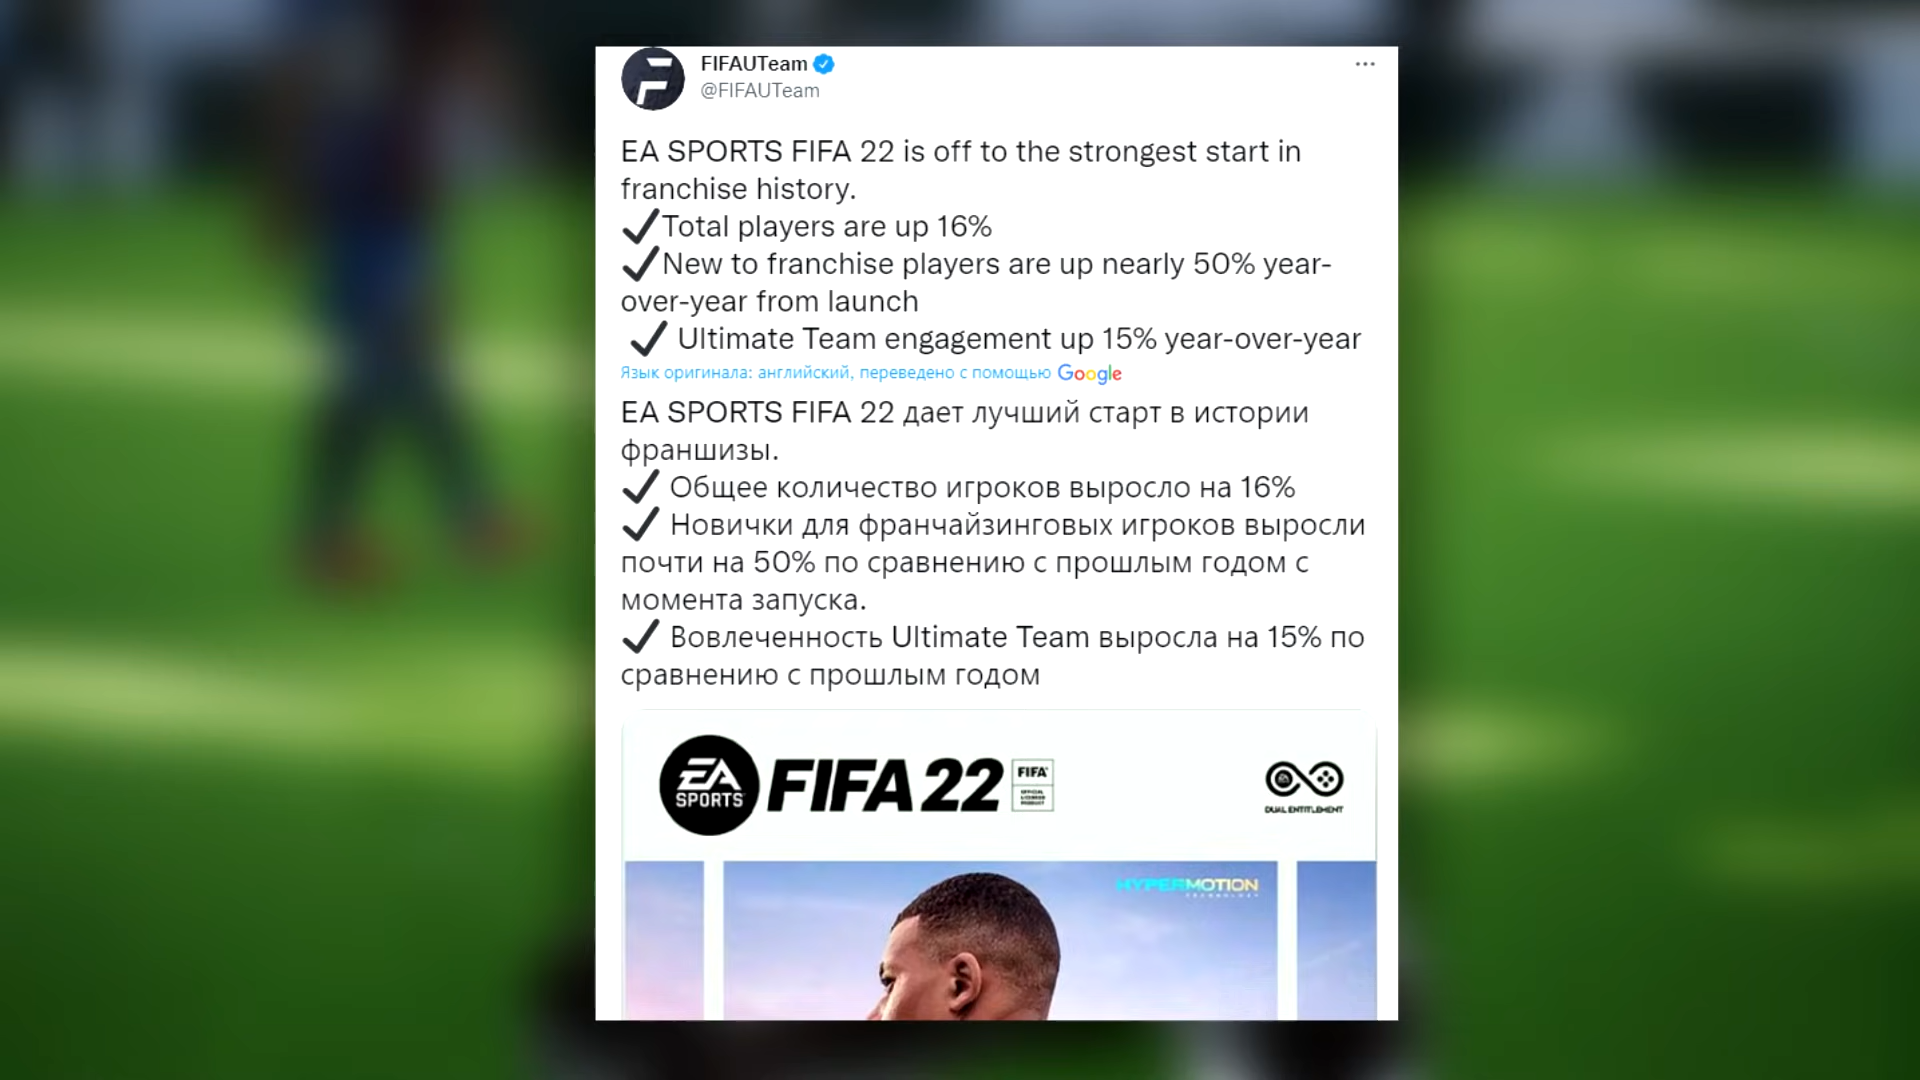 FIFAUTeam
@FIFAUTeam
EA SPORTS FIFA 22 is off to the strongest start in
franchise history.
✔Total players are up 16%
✔New to franchise players are up nearly 50% year-
over-year from launch
✔ Ultimate Team engagement up 15% year-over-year
Язык оригинала: английский, переведено с помощью Google
EA SPORTS FIFA 22 дает лучший старт в истории
франшизы.
✔ Общее количество игроков выросло на 16%
✔ Новички для франчайзинговых игроков выросли
почти на 50% по сравнению с прошлым годом с
момента запуска.
✔ Вовлеченность Ultimate Team выросла на 15% по
сравнению с прошлым годом
EA SPORTS FIFA 22 FIFA
OFFICIAL LICENSED PRODUCT
DUAL ENTITLEMENT
HYPERMOTION
TECHNOLOGY